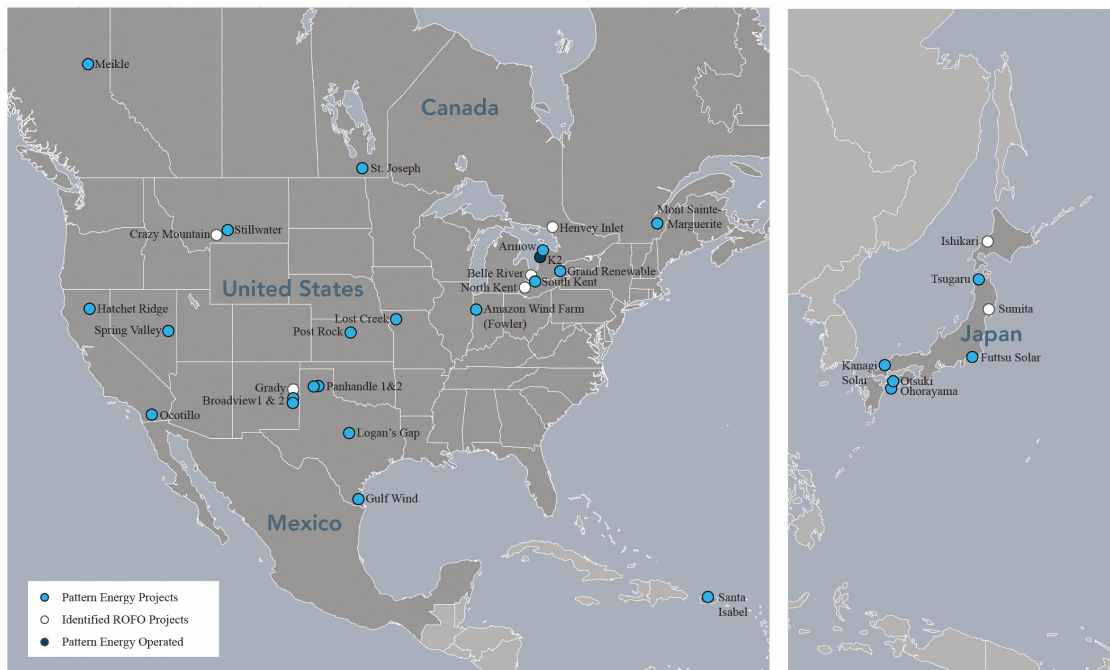 Meikle
Canada
St. Joseph
Mont Sainte-
Marguerite
Henvey Inlet
Crazy Mountain
Stillwater
Armow
K2
Belle River
Grand Renewable
North Kent
South Kent
United States
Hatchet Ridge
Amazon Wind Farm
(Fowler)
Lost Creek
Spring Valley
Post Rock
Grady
Panhandle 1&2
Broadview1 & 2
Ocotillo
Logan's Gap
Gulf Wind
Mexico
Santa
Isabel
Pattern Energy Projects
Identified ROFO Projects
Pattern Energy Operated
Ishikari
Tsugaru
Sumita
Japan
Futtsu Solar
Kanagi
Solar
Otsuki
Ohorayama